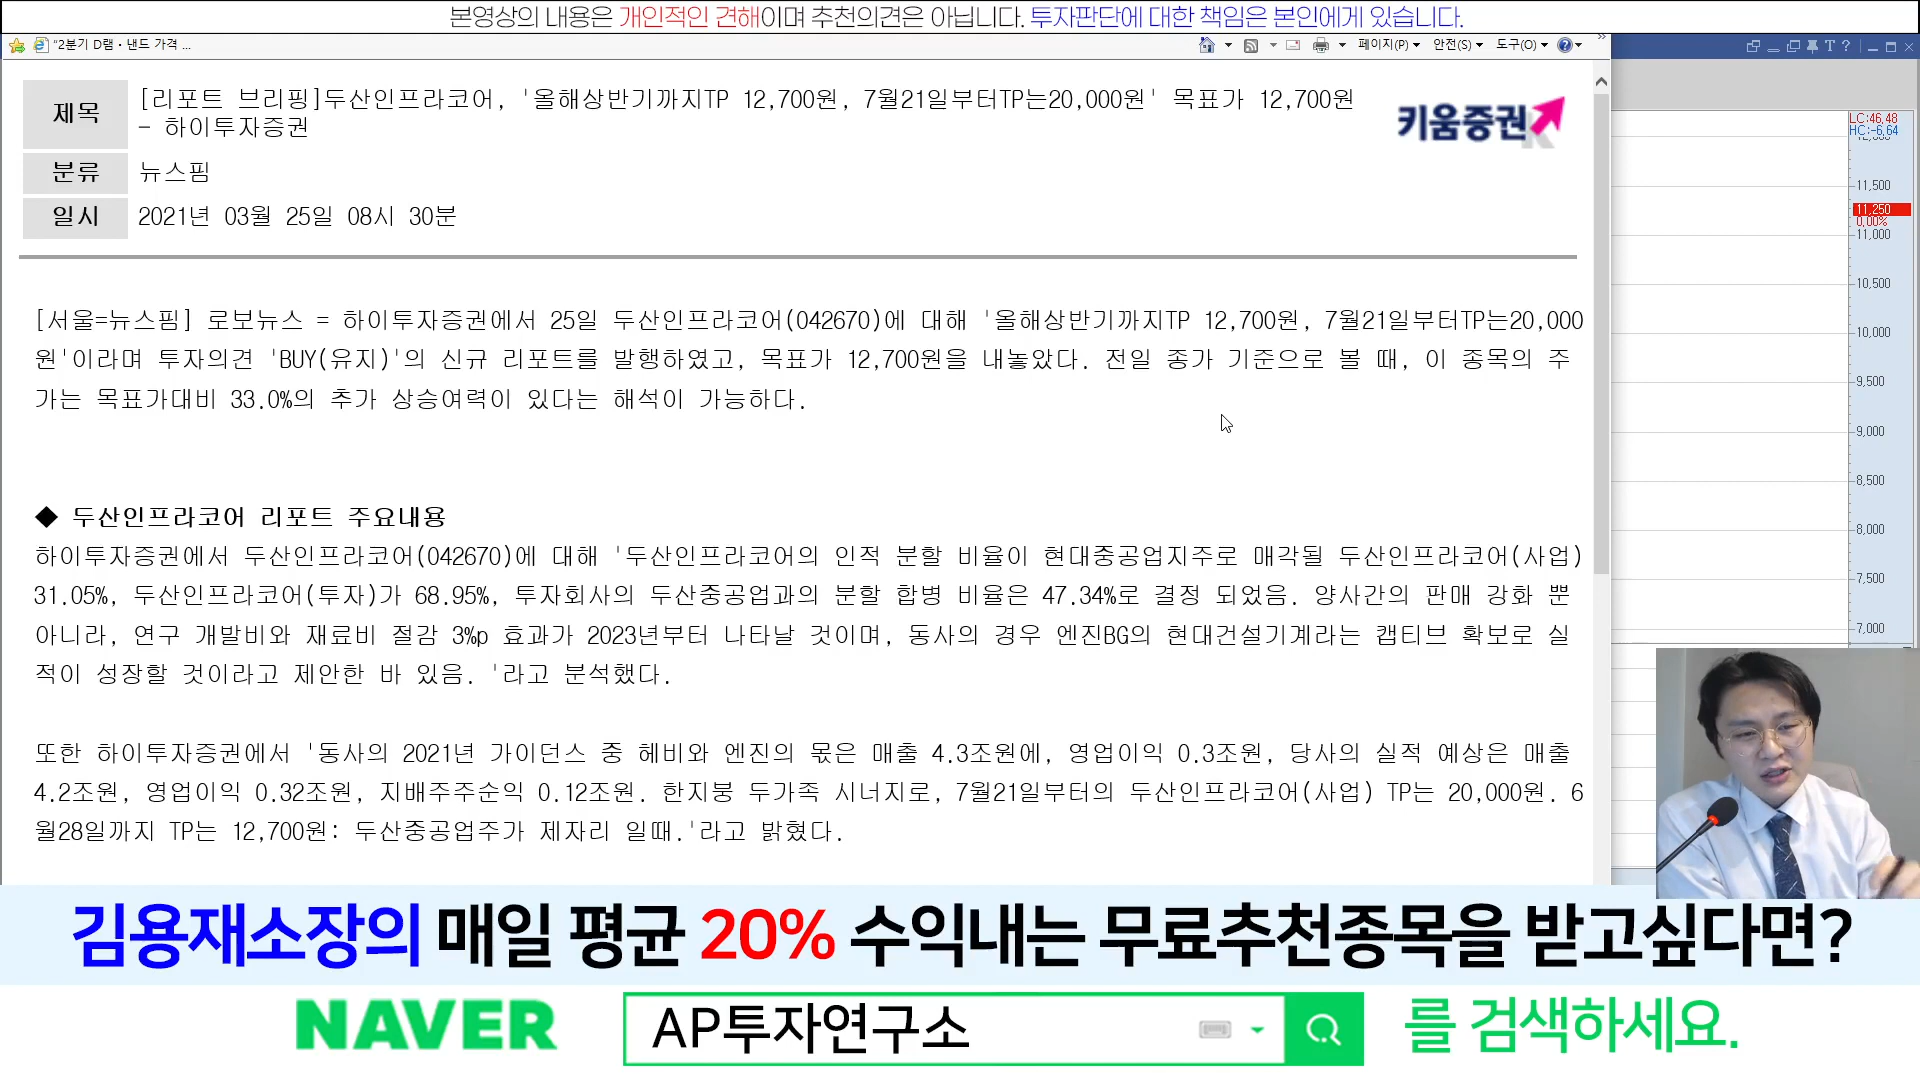 본영상의 내용은 개인적인 견해이며 추천의견은 아닙니다. 투자판단에 대한 책임은 본인에게 있습니다.
"2분기 D램·낸드 가격 ...
페이지(P) 안전(S) 도구(O)
제목
[리포트 브리핑]두산인프라코어, '올해상반기까지TP 12,700원, 7월21일부터TP는20,000원' 목표가 12,700원
- 하이투자증권
키움증권
분류
뉴스핌
일시
2021년 03월 25일 08시 30분
[서울=뉴스핌] 로보뉴스 = 하이투자증권에서 25일 두산인프라코어(042670)에 대해 '올해상반기까지TP 12,700원, 7월21일부터TP는20,000
원'이라며 투자의견 'BUY(유지)'의 신규 리포트를 발행하였고, 목표가 12,700원을 내놓았다. 전일 종가 기준으로 볼 때, 이 종목의 주
가는 목표가대비 33.0%의 추가 상승여력이 있다는 해석이 가능하다.
◆ 두산인프라코어 리포트 주요내용
하이투자증권에서 두산인프라코어(042670)에 대해 '두산인프라코어의 인적 분할 비율이 현대중공업지주로 매각될 두산인프라코어(사업)
31.05%, 두산인프라코어(투자)가 68.95%, 투자회사의 두산중공업과의 분할 합병 비율은 47.34%로 결정 되었음. 양사간의 판매 강화 뿐
아니라, 연구 개발비와 재료비 절감 3%p 효과가 2023년부터 나타날 것이며, 동사의 경우 엔진BG의 현대건설기계라는 캡티브 확보로 실
적이 성장할 것이라고 제안한 바 있음. '라고 분석했다.
또한 하이투자증권에서 '동사의 2021년 가이던스 중 헤비와 엔진의 몫은 매출 4.3조원에, 영업이익 0.3조원, 당사의 실적 예상은 매출
4.2조원, 영업이익 0.32조원, 지배주주순익 0.12조원. 한지붕 두가족 시너지로, 7월21일부터의 두산인프라코어(사업) TP는 20,000원. 6
월28일까지 TP는 12,700원: 두산중공업주가 제자리 일때.'라고 밝혔다.
LC:46,48
HC:-6,64
11,500
11,250
0,00%
11,000
10,500
10,000
9,500
9,000
8,500
8,000
7,500
7,000
김용재소장의 매일 평균 20% 수익내는 무료추천종목을 받고싶다면?
NAVER AP투자연구소 를 검색하세요.